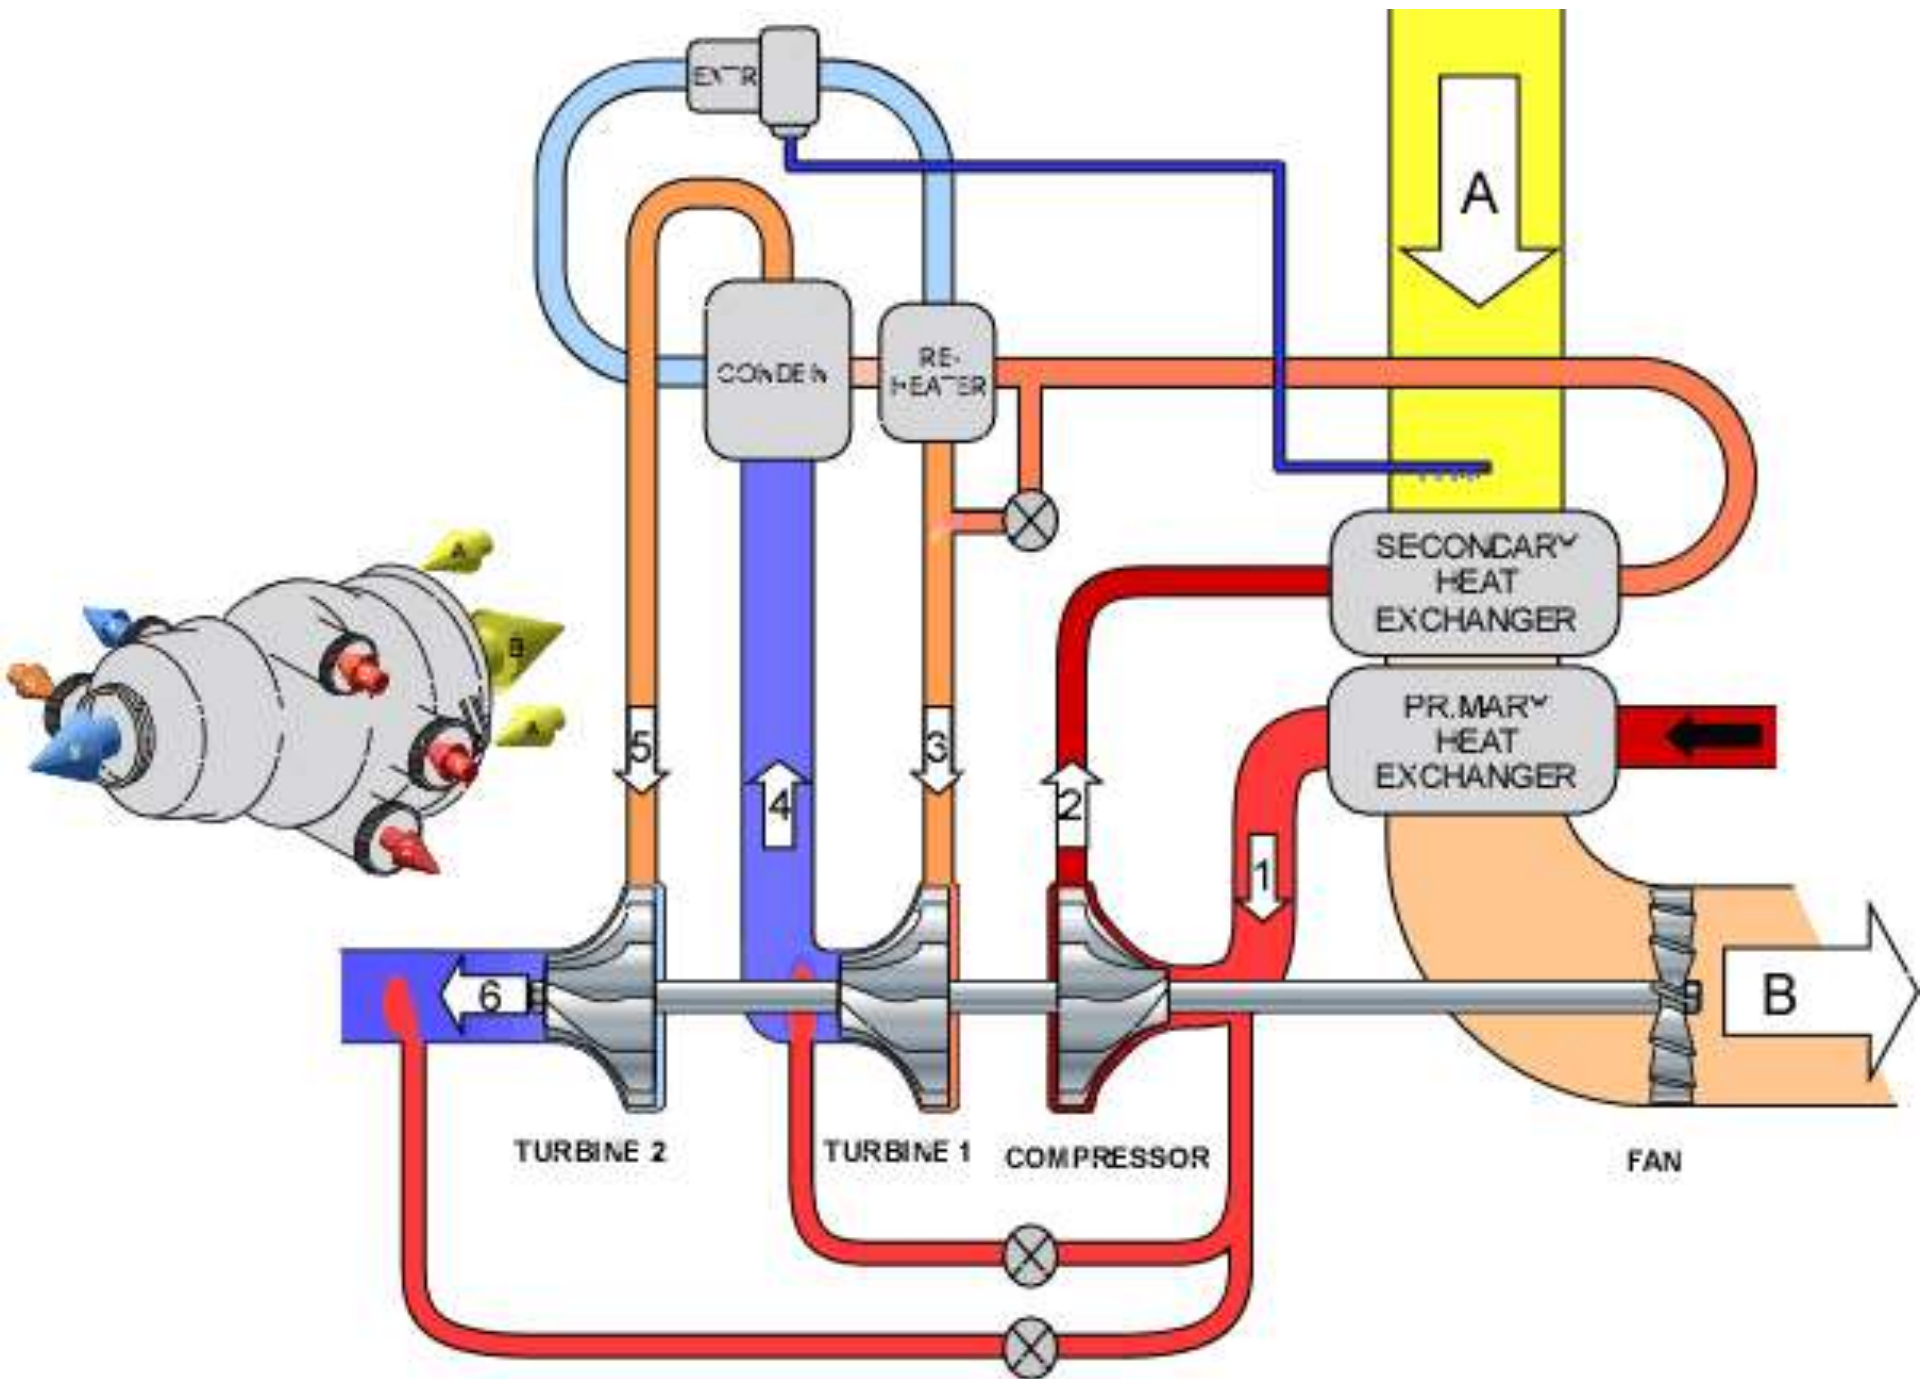 EXTR
A
CONDEN
RE-
HEATER
SECONDARY
HEAT
EXCHANGER
PRIMARY
HEAT
EXCHANGER
A
B
A
5
4
3
2
1
6
B
TURBINE 2
TURBINE 1
COMPRESSOR
FAN